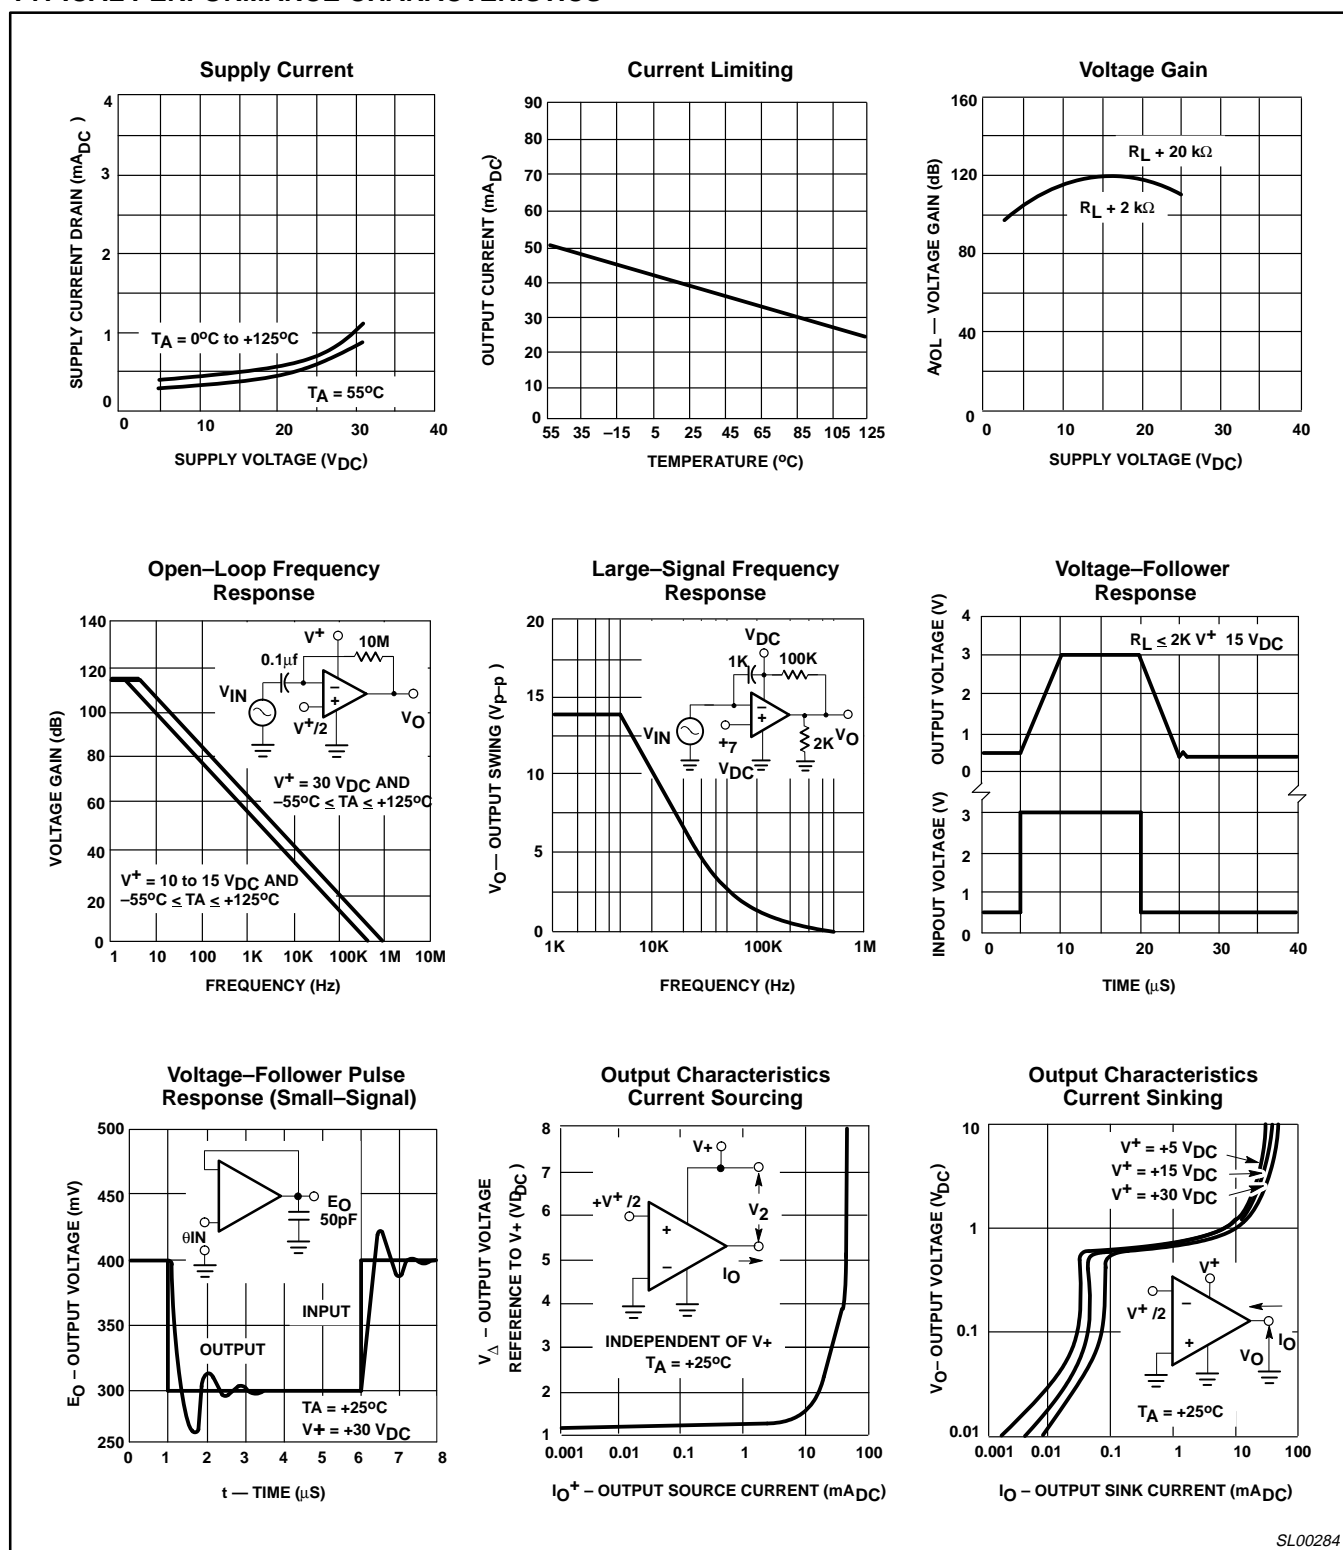 Supply Current
4
3
2
1
0
0
10
20
30
40
SUPPLY CURRENT DRAIN (mADC)
TA = 0oC to +125oC
TA = 55oC
SUPPLY VOLTAGE (VDC)
Current Limiting
90
80
70
60
50
40
30
20
10
0
55 35 –15 5 25 45 65 85 105 125
OUTPUT CURRENT (mADC)
TEMPERATURE (oC)
Voltage Gain
160
120
80
40
0
0 10 20 30 40
AVOL — VOLTAGE GAIN (dB)
RL + 20 kΩ
RL + 2 kΩ
SUPPLY VOLTAGE (VDC)
Open–Loop Frequency
Response
140
120
100
80
60
40
20
0
1 10 100 1K 10K 100K 1M 10M
VOLTAGE GAIN (dB)
V+
10M
0.1μf
VIN
–
+
V+/2
VO
V+ = 30 VDC AND
–55oC ≤ TA ≤ +125oC
V+ = 10 to 15 VDC AND
–55oC ≤ TA ≤ +125oC
FREQUENCY (Hz)
Large–Signal Frequency
Response
20
15
10
5
0
1K 10K 100K 1M
VO — OUTPUT SWING (Vp–p)
VDC
1K
100K
VIN
–
+
+7
VDC
2K
VO
FREQUENCY (Hz)
Voltage–Follower
Response
4
3
2
1
0
OUTPUT VOLTAGE (V)
RL ≤ 2K V+ 15 VDC
3
2
1
0
INPOUT VOLTAGE (V)
0 10 20 30 40
TIME (μS)
Voltage–Follower Pulse
Response (Small–Signal)
500
450
400
350
300
250
0 1 2 3 4 5 6 7 8
EO – OUTPUT VOLTAGE (mV)
EO
50pF
θIN
INPUT
OUTPUT
TA = +25oC
V+ = +30 VDC
t — TIME (μS)
Output Characteristics
Current Sourcing
8
7
6
5
4
3
2
1
0.001 0.01 0.1 1 10 100
V∆ – OUTPUT VOLTAGE
V+
+V+/2
+
–
V2
IO
INDEPENDENT OF V+
TA = +25oC
IO+ – OUTPUT SOURCE CURRENT (mADC)
Output Characteristics
Current Sinking
10
1
0.1
0.01
0.001 0.01 0.1 1 10 100
VO – OUTPUT VOLTAGE (VDC)
V+ = +5 VDC
V+ = +15 VDC
V+ = +30 VDC
V+
V+ /2
–
+
IO
VO
TA = +25oC
IO – OUTPUT SINK CURRENT (mADC)
SL00284